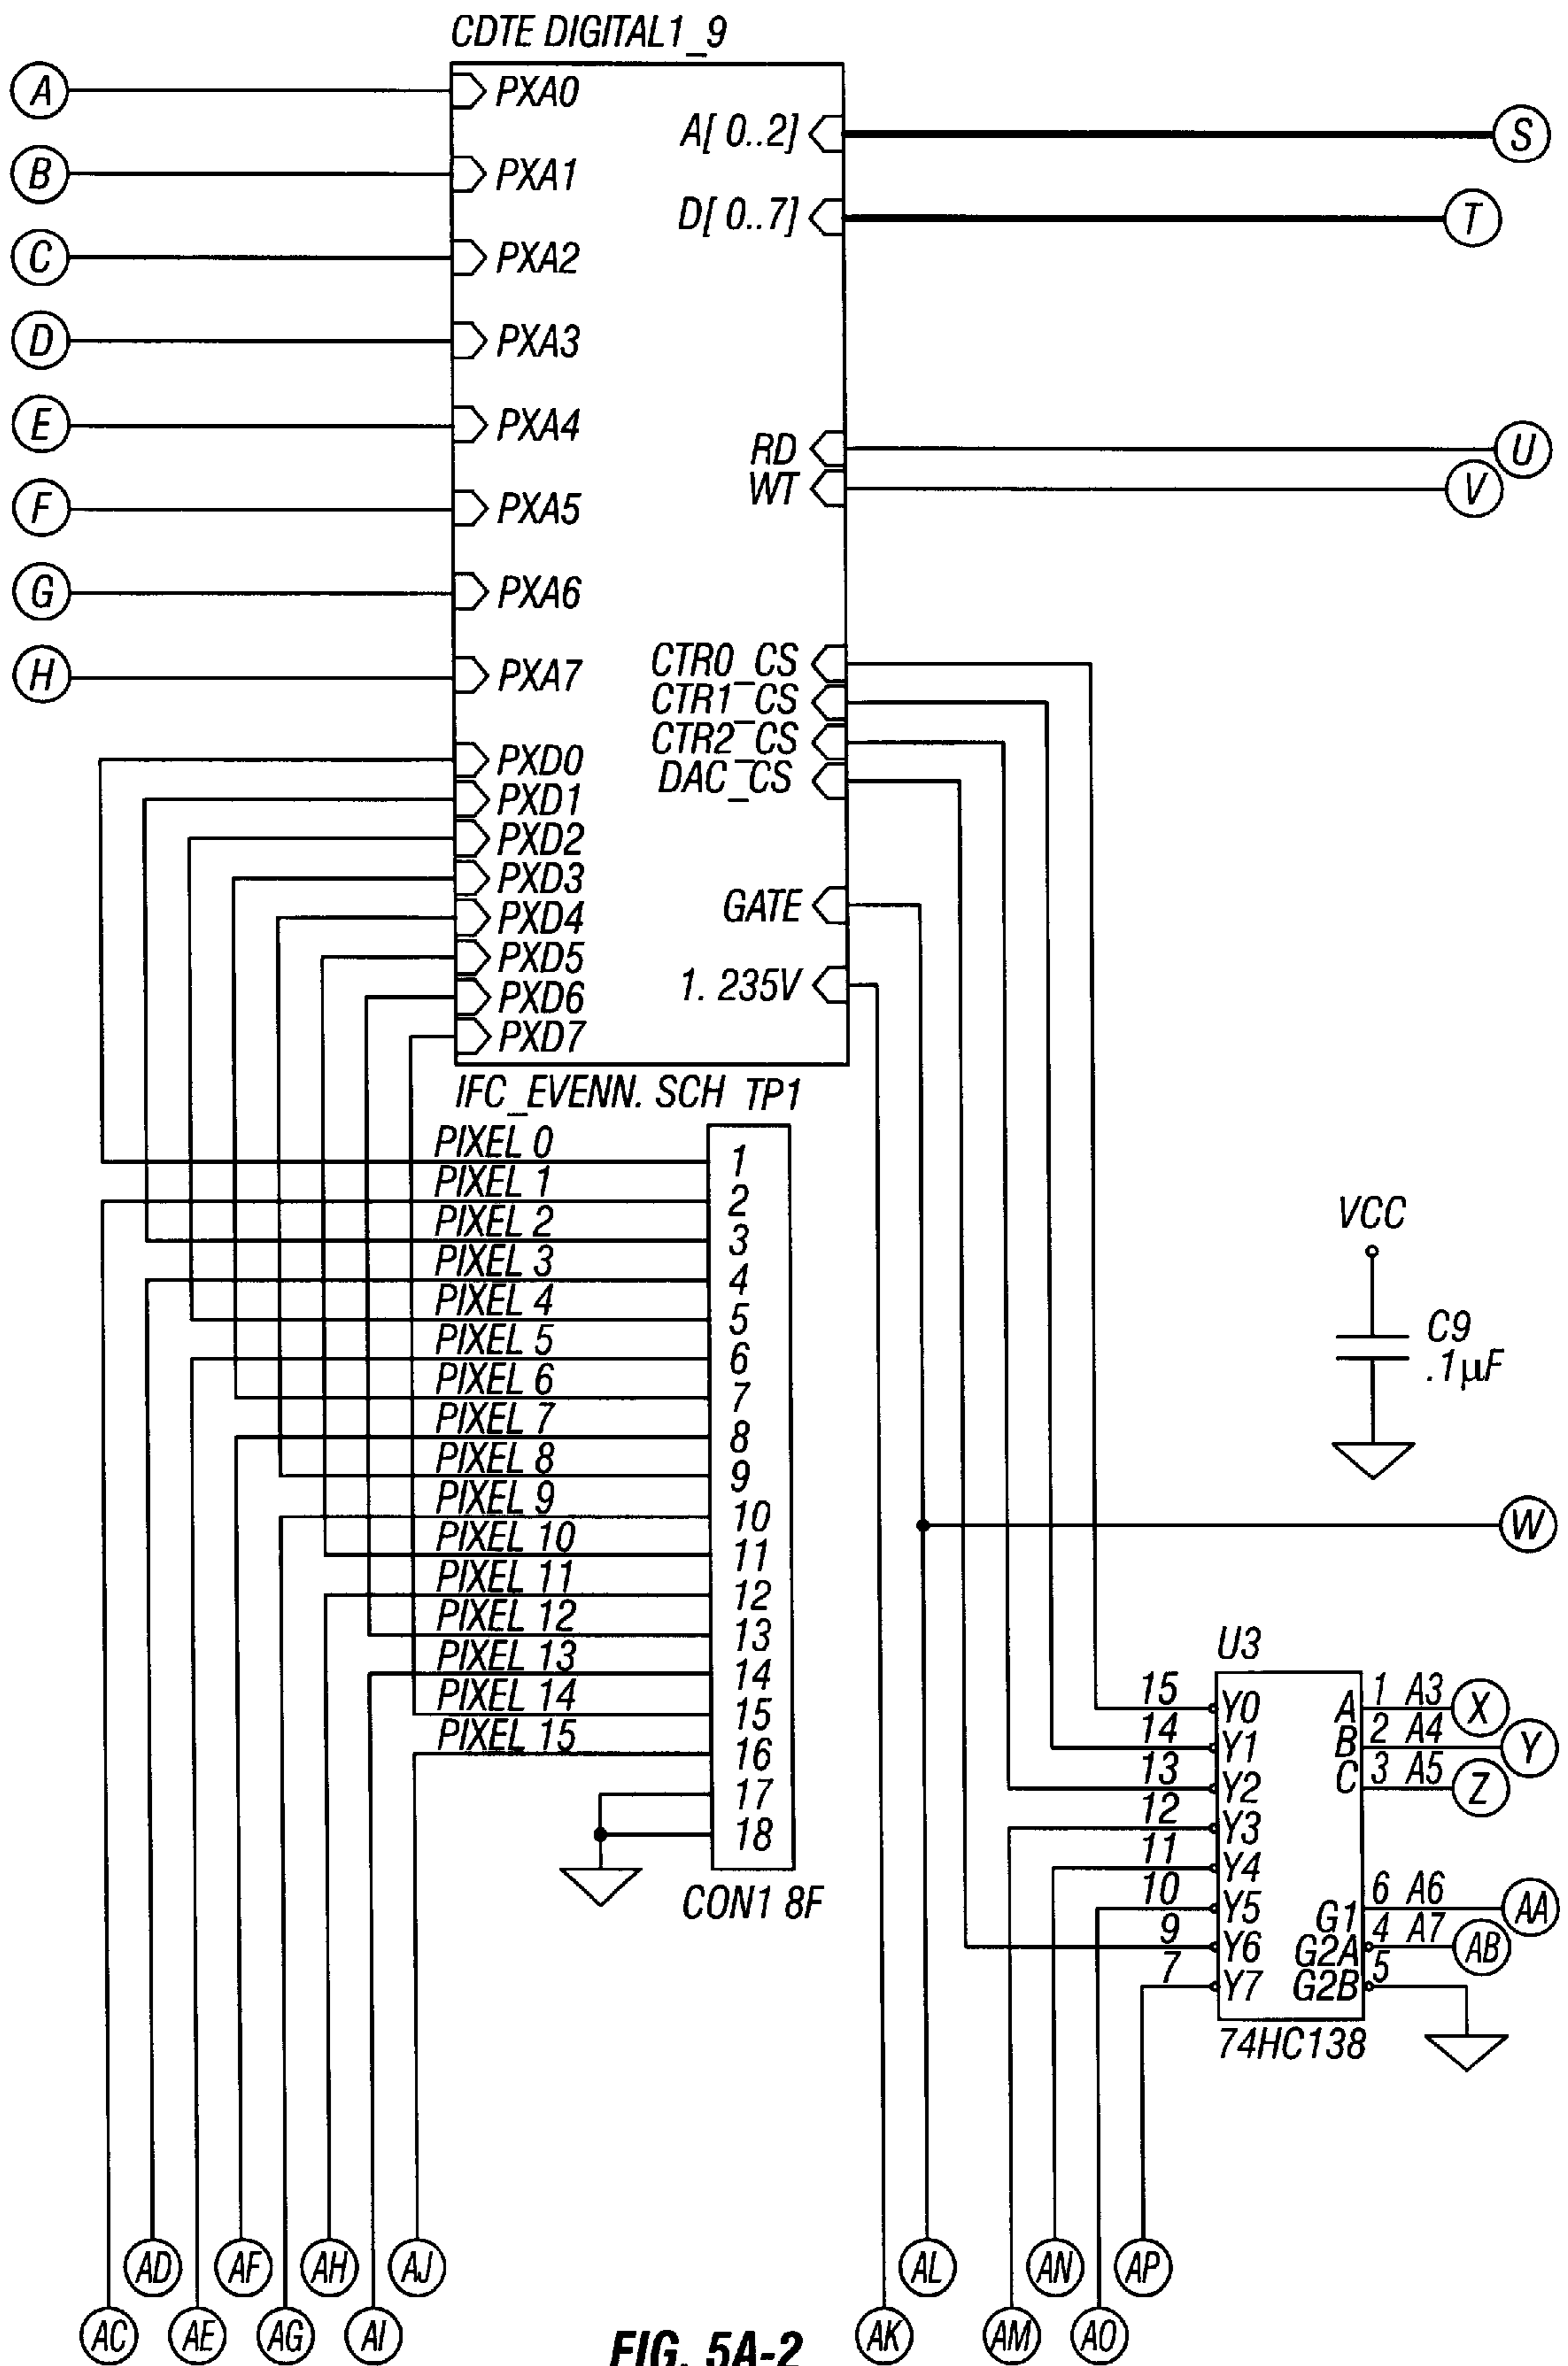 CDTE DIGITAL1_9
A PXA0
A[ 0..2] S
B PXA1
D[ 0..7] T
C PXA2
D PXA3
E PXA4
RD U
WT V
F PXA5
G PXA6
H PXA7
CTR0_CS
CTR1_CS
CTR2_CS
DAC_CS
PXD0
PXD1
PXD2
PXD3
PXD4
PXD5
PXD6
PXD7
GATE
1. 235V
IFC_EVENN. SCH TP1
PIXEL 0 1
PIXEL 1 2
PIXEL 2 3
PIXEL 3 4
PIXEL 4 5
PIXEL 5 6
PIXEL 6 7
PIXEL 7 8
PIXEL 8 9
PIXEL 9 10
PIXEL 10 11
PIXEL 11 12
PIXEL 12 13
PIXEL 13 14
PIXEL 14 15
PIXEL 15 16
17
18
CON1 8F
VCC
C9
.1µF
W
U3
15 Y0 A 1 A3 X
14 Y1 B 2 A4 Y
13 Y2 C 3 A5 Z
12 Y3
11 Y4
10 Y5 G1 6 A6 AA
9 Y6 G2A 4 A7 AB
7 Y7 G2B 5
74HC138
AD AF AH AJ AL AN AP
AC AE AG AI AK AM AO
FIG. 5A-2